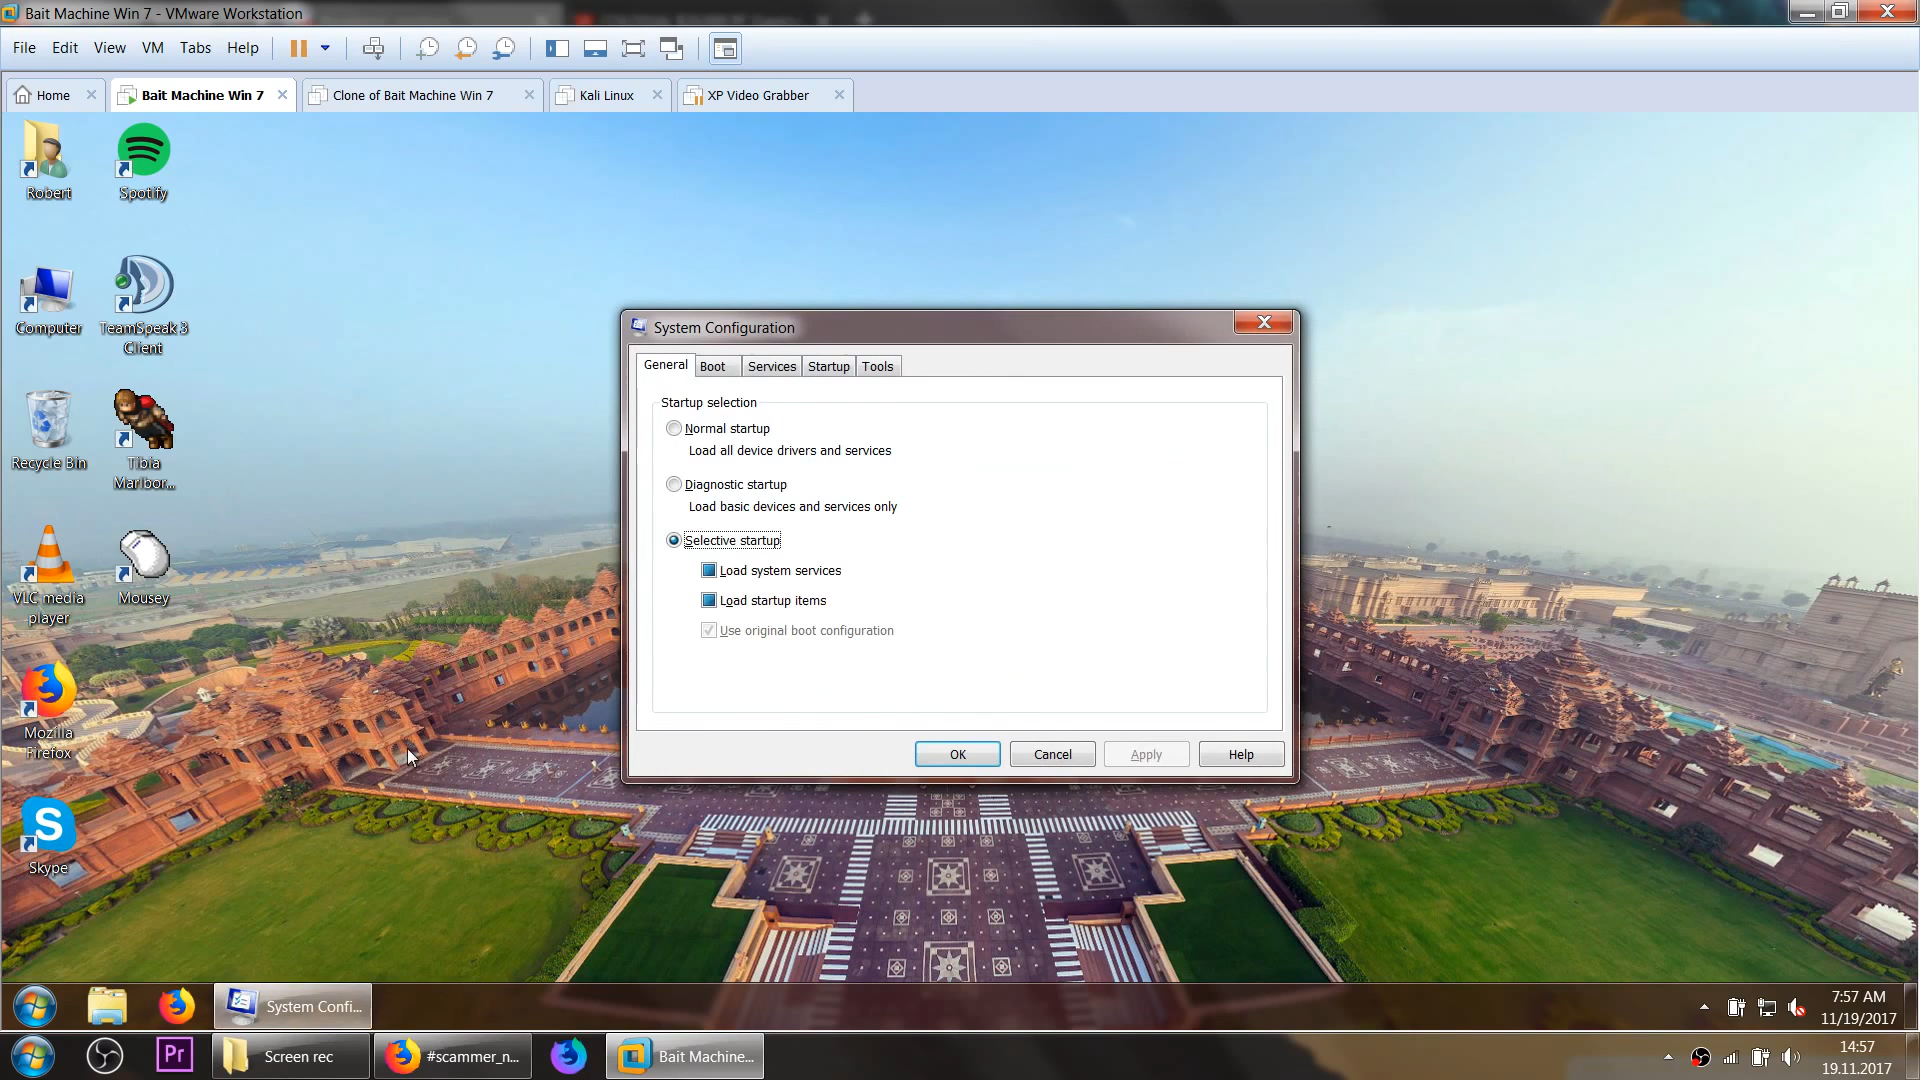 Bait Machine Win 7 - VMware Workstation
File Edit View VM Tabs Help
Home
Bait Machine Win 7
Clone of Bait Machine Win 7
Kali Linux
XP Video Grabber
Robert
Spotify
Computer
TeamSpeak 3
Client
Recycle Bin
Tibia
Marlbor...
VLC media
player
Mousey
Mozilla
Firefox
Skype
System Configuration
General Boot Services Startup Tools
Startup selection
Normal startup
Load all device drivers and services
Diagnostic startup
Load basic devices and services only
Selective startup
Load system services
Load startup items
Use original boot configuration
OK Cancel Apply Help
System Confi...
7:57 AM
11/19/2017
Pr
Screen rec
#scammer_n...
Bait Machine...
14:57
19.11.2017